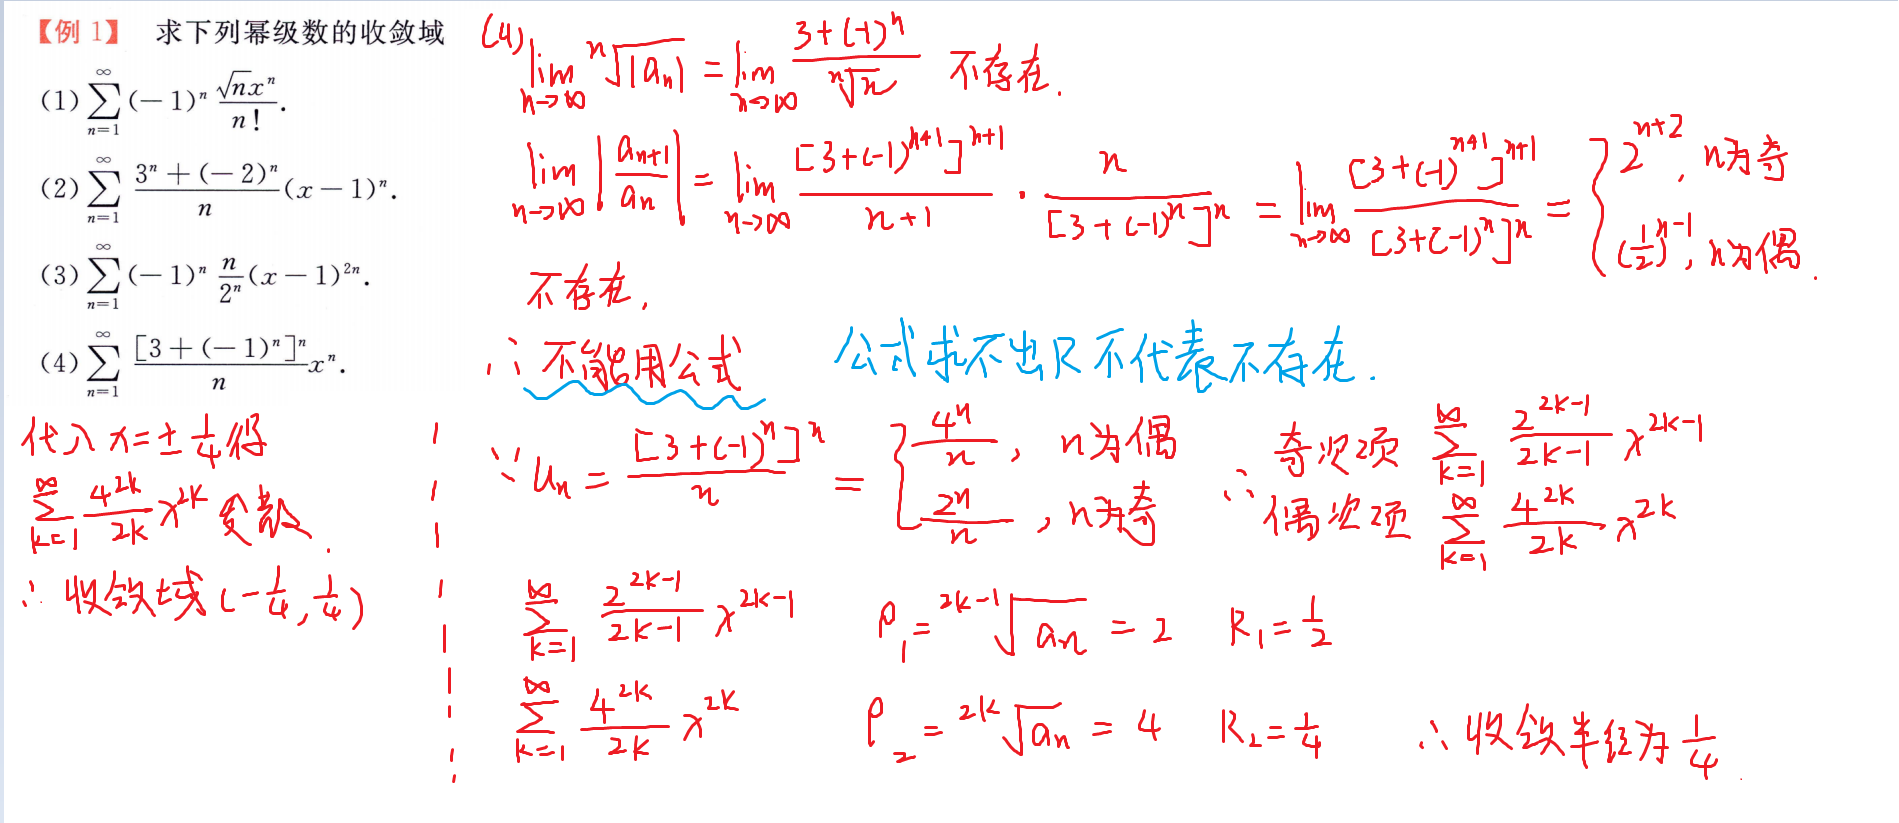 【例 1】 求下列幂级数的收敛域
(1) $\sum_{n=1}^{\infty}(-1)^n \frac{\sqrt{n}x^n}{n!}$.
(2) $\sum_{n=1}^{\infty} \frac{3^n+(-2)^n}{n}(x-1)^n$.
(3) $\sum_{n=1}^{\infty}(-1)^n \frac{n}{2^n}(x-1)^{2n}$.
(4) $\sum_{n=1}^{\infty} \frac{[3+(-1)^n]^n}{n}x^n$.
(4) $\lim_{n\to\infty} \sqrt[n]{|a_n|} = \lim_{n\to\infty} \frac{3+(-1)^n}{\sqrt[n]{n}}$ 不存在.
$\lim_{n\to\infty} \left|\frac{a_{n+1}}{a_n}\right| = \lim_{n\to\infty} \frac{[3+(-1)^{n+1}]^{n+1}}{n+1} \cdot \frac{n}{[3+(-1)^n]^n} = \lim_{n\to\infty} \frac{[3+(-1)^{n+1}]^{n+1}}{[3+(-1)^n]^n} = \begin{cases} 2^{n+2}, n为奇 \\ (\frac{1}{2})^{n-1}, n为偶. \end{cases}$
不存在.
∴ 不能用公式 公式求不出R不代表不存在.
∵ $u_n = \frac{[3+(-1)^n]^n}{n} = \begin{cases} \frac{4^n}{n}, n为偶 \\ \frac{2^n}{n}, n为奇 \end{cases}$ ∴ 奇次项 $\sum_{k=1}^{\infty} \frac{2^{2k-1}}{2k-1}x^{2k-1}$
偶次项 $\sum_{k=1}^{\infty} \frac{4^{2k}}{2k}x^{2k}$
$\sum_{k=1}^{\infty} \frac{2^{2k-1}}{2k-1}x^{2k-1}$ $\rho_1 = \sqrt[2k-1]{a_n} = 2$ $R_1 = \frac{1}{2}$
$\sum_{k=1}^{\infty} \frac{4^{2k}}{2k}x^{2k}$ $\rho_2 = \sqrt[2k]{a_n} = 4$ $R_2 = \frac{1}{4}$ ∴ 收敛半径为 $\frac{1}{4}$.
代入 $x = \pm\frac{1}{4}$ 得
$\sum_{k=1}^{\infty} \frac{4^{2k}}{2k}x^{2k}$ 发散.
∴ 收敛域 $(-\frac{1}{4}, \frac{1}{4})$